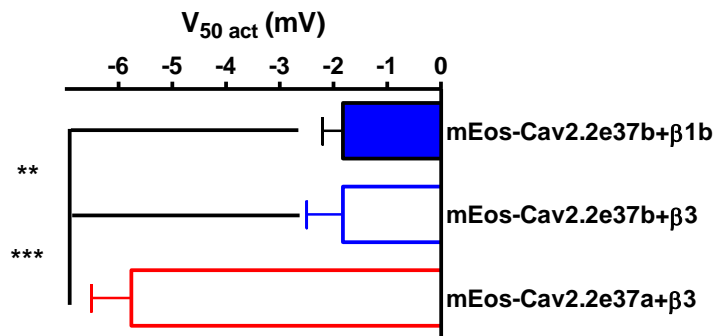 V50 act (mV)
-6 -5 -4 -3 -2 -1 0
mEos-Cav2.2e37b+β1b
**
mEos-Cav2.2e37b+β3
***
mEos-Cav2.2e37a+β3